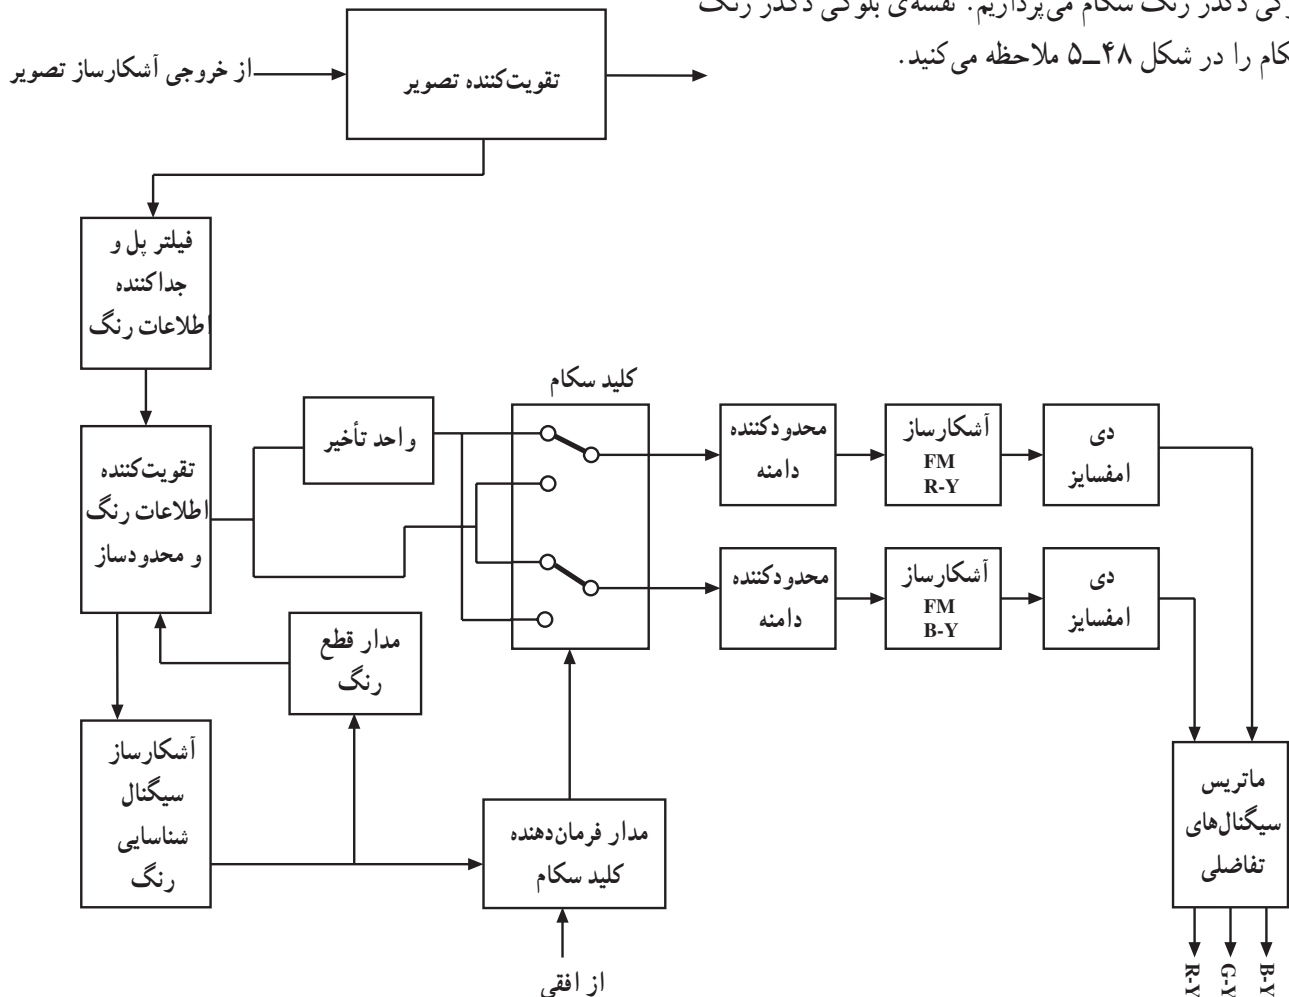 دکدر رنگ سکام می‌پردازیم. نقشه‌ی بلوکی دکدر رنگ
را در شکل ۴۸ــ۵ ملاحظه می‌کنید.
تقویت‌کننده تصویر
از خروجی آشکارساز تصویر
فیلتر پل و
جداکننده
اطلاعات رنگ
کلید سکام
واحد تأخیر
محدودکننده
دامنه
آشکارساز
FM
R-Y
دی
امفسایز
تقویت‌کننده
اطلاعات رنگ
و محدودساز
محدودکننده
دامنه
آشکارساز
FM
B-Y
دی
امفسایز
مدار قطع
رنگ
آشکارساز
سیگنال
شناسایی
رنگ
مدار فرمان‌دهنده
کلید سکام
ماتریس
سیگنال‌های
تفاضلی
از افقی
R-Y
G-Y
B-Y